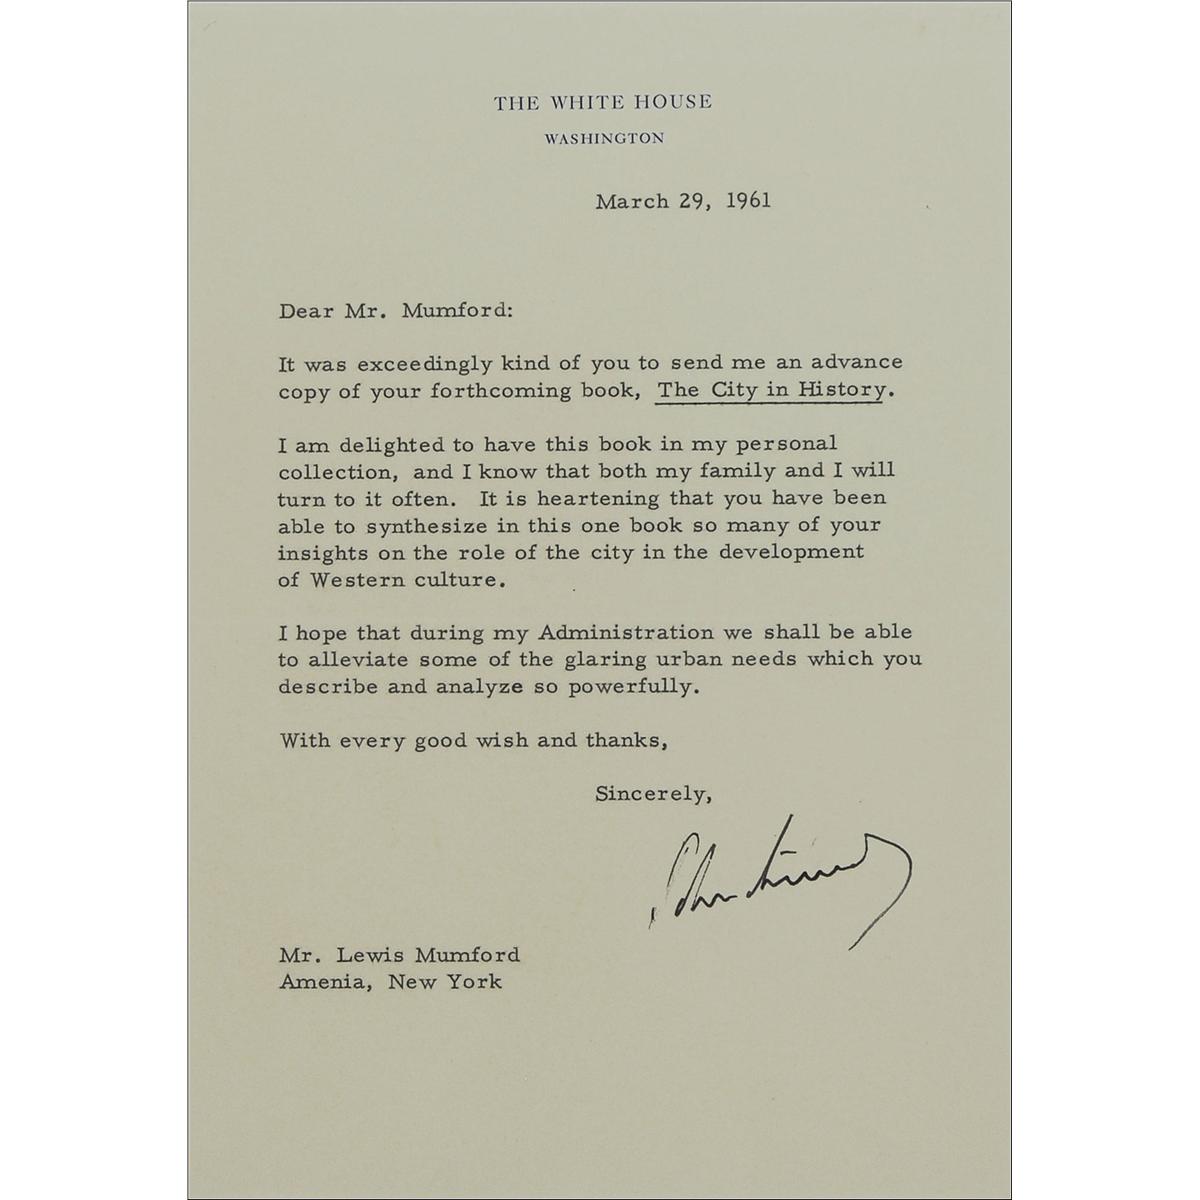 THE WHITE HOUSE
WASHINGTON
March 29, 1961
Dear Mr. Mumford:
It was exceedingly kind of you to send me an advance
copy of your forthcoming book, The City in History.
I am delighted to have this book in my personal
collection, and I know that both my family and I will
turn to it often. It is heartening that you have been
able to synthesize in this one book so many of your
insights on the role of the city in the development
of Western culture.
I hope that during my Administration we shall be able
to alleviate some of the glaring urban needs which you
describe and analyze so powerfully.
With every good wish and thanks,
Sincerely,
John Kennedy
Mr. Lewis Mumford
Amenia, New York